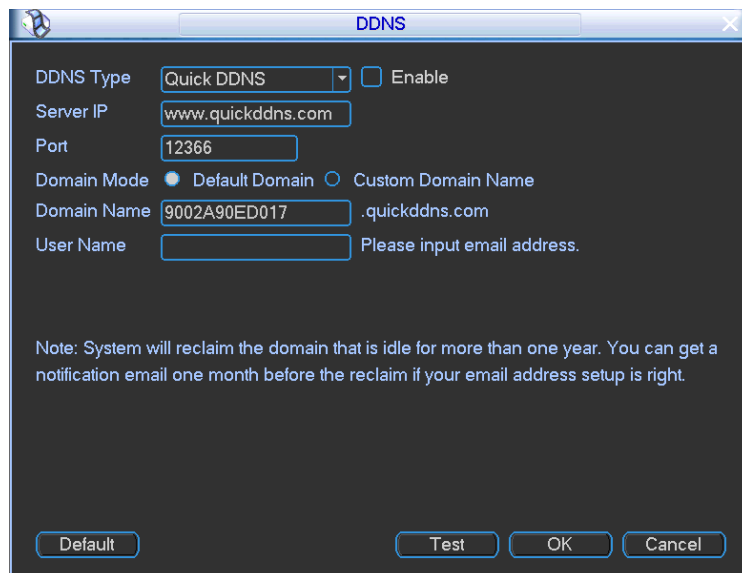 DDNS
DDNS Type Quick DDNS Enable
Server IP www.quickddns.com
Port 12366
Domain Mode Default Domain Custom Domain Name
Domain Name 9002A90ED017 .quickddns.com
User Name Please input email address.
Note: System will reclaim the domain that is idle for more than one year. You can get a
notification email one month before the reclaim if your email address setup is right.
Default Test OK Cancel